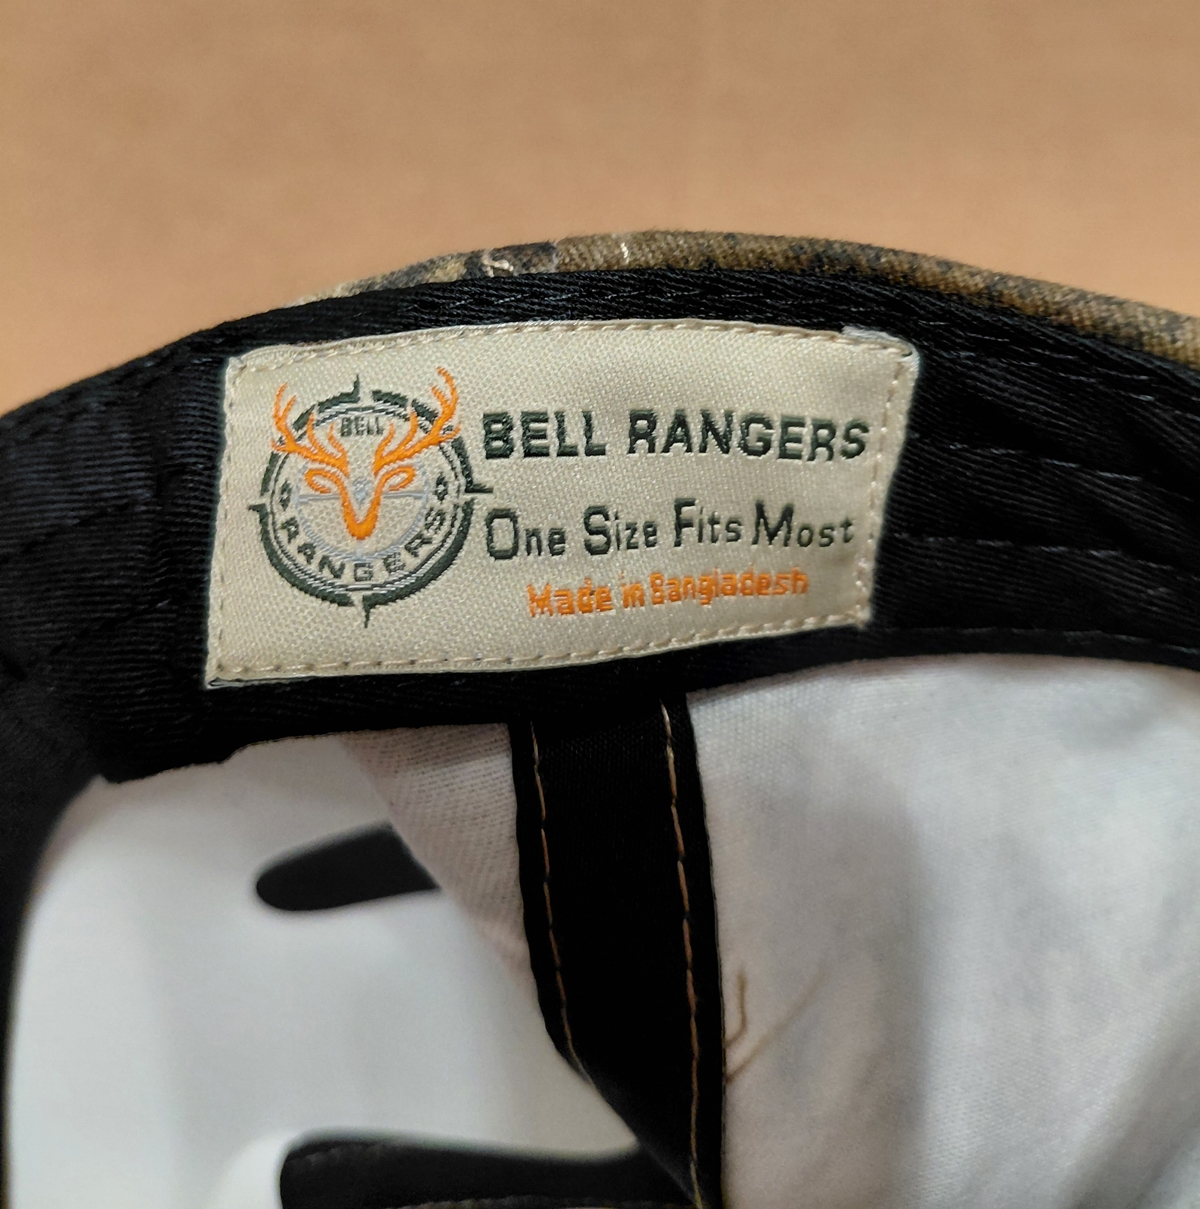 BELL
RANGERS
BELL RANGERS
One Size Fits Most
Made in Bangladesh